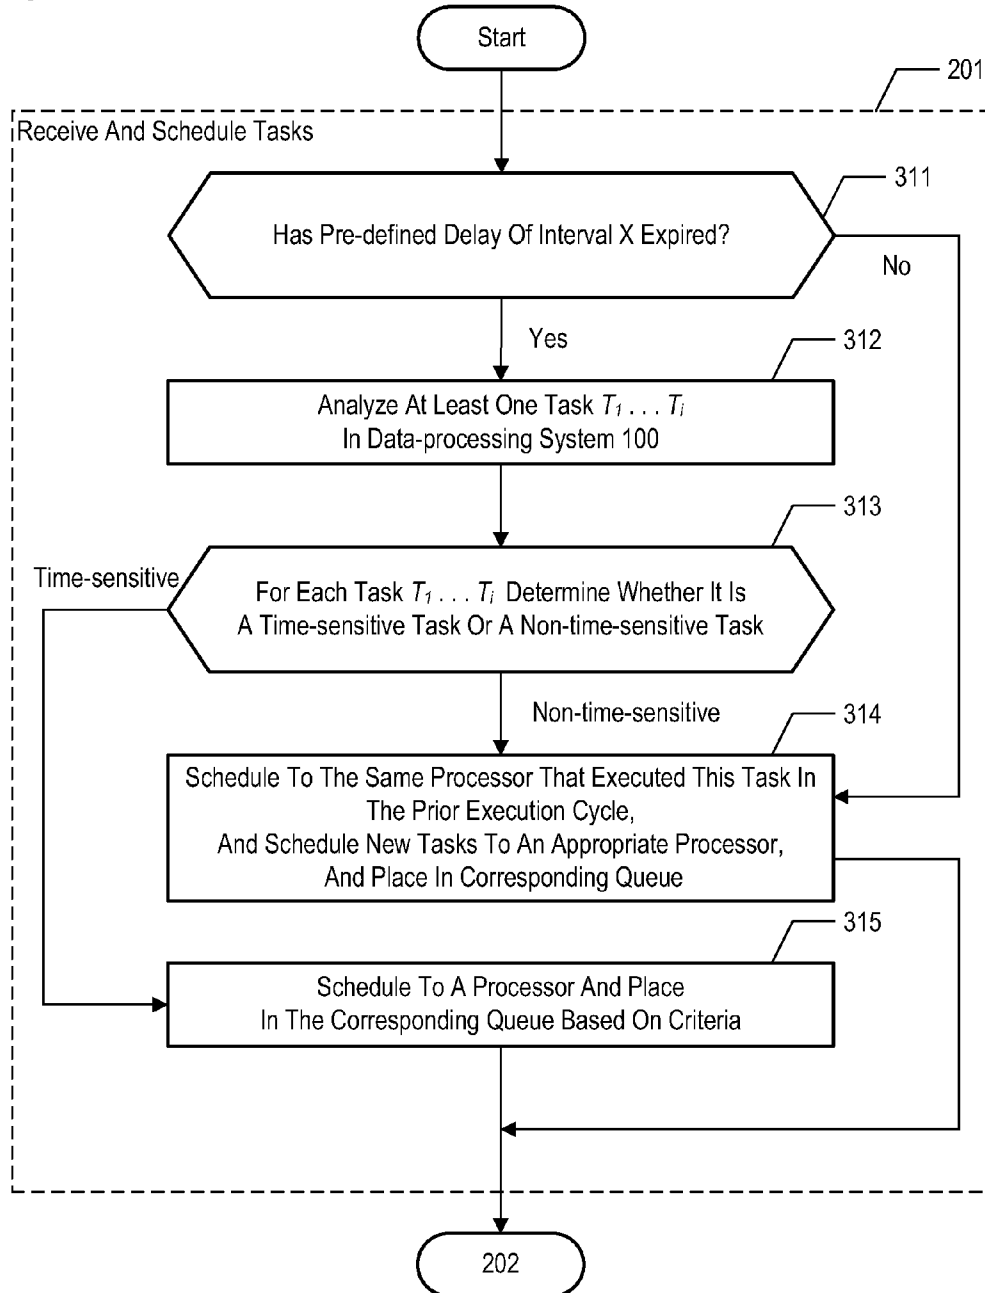 Start
201
Receive And Schedule Tasks
311
Has Pre-defined Delay Of Interval X Expired?
No
Yes
312
Analyze At Least One Task T1 . . . Ti
In Data-processing System 100
313
Time-sensitive
For Each Task T1 . . . Ti Determine Whether It Is
A Time-sensitive Task Or A Non-time-sensitive Task
Non-time-sensitive
314
Schedule To The Same Processor That Executed This Task In
The Prior Execution Cycle,
And Schedule New Tasks To An Appropriate Processor,
And Place In Corresponding Queue
315
Schedule To A Processor And Place
In The Corresponding Queue Based On Criteria
202